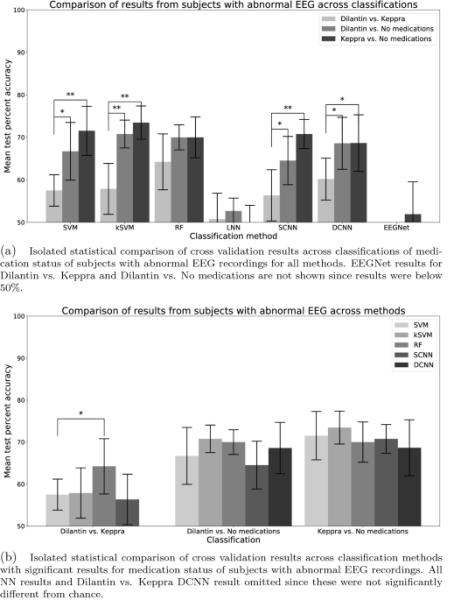 Comparison of results from subjects with abnormal EEG across classifications
100
90
80
70
60
50
Mean test percent accuracy
Dilantin vs. Keppra
Dilantin vs. No medications
Keppra vs. No medications
* ** ** ** * ** * *
SVM kSVM RF LNN SCNN DCNN EEGNet
Classification method
(a) Isolated statistical comparison of cross validation results across classifications of medi-
cation status of subjects with abnormal EEG recordings for all methods. EEGNet results for
Dilantin vs. Keppra and Dilantin vs. No medications are not shown since results were below
50%.
Comparison of results from subjects with abnormal EEG across methods
100
90
80
70
60
50
Mean test percent accuracy
SVM
kSVM
RF
SCNN
DCNN
*
Dilantin vs. Keppra Dilantin vs. No medications Keppra vs. No medications
Classification
(b) Isolated statistical comparison of cross validation results across classification methods
with significant results for medication status of subjects with abnormal EEG recordings. All
NN results and Dilantin vs. Keppra DCNN result omitted since these were not significantly
different from chance.